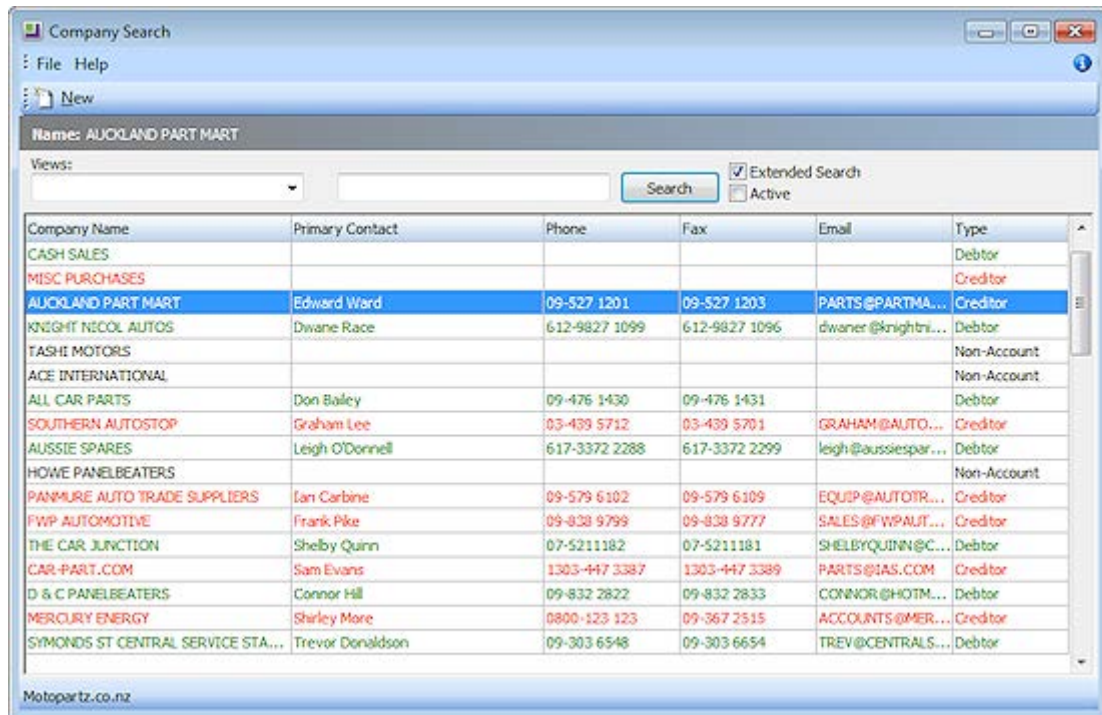 Company Search
File Help
New
Name: AUCKLAND PART MART
Views:
Search
Extended Search
Active
Company Name Primary Contact Phone Fax Email Type
CASH SALES Debtor
MISC PURCHASES Creditor
AUCKLAND PART MART Edward Ward 09-527 1201 09-527 1203 PARTS@PARTMA... Creditor
KNIGHT NICOL AUTOS Dwane Race 612-9827 1099 612-9827 1096 dwaner@knightni... Debtor
TASHI MOTORS Non-Account
ACE INTERNATIONAL Non-Account
ALL CAR PARTS Don Bailey 09-476 1430 09-476 1431 Debtor
SOUTHERN AUTOSTOP Graham Lee 03-439 5712 03-439 5701 GRAHAM@AUTO... Creditor
AUSSIE SPARES Leigh O'Donnell 617-3372 2288 617-3372 2299 leigh@aussiespar... Debtor
HOWE PANELBEATERS Non-Account
PANMURE AUTO TRADE SUPPLIERS Ian Carbine 09-579 6102 09-579 6109 EQUIP@AUTOTR... Creditor
FWP AUTOMOTIVE Frank Pike 09-838 9799 09-838 9777 SALES@FWPAUT... Creditor
THE CAR JUNCTION Shelby Quinn 07-5211182 07-5211181 SHELBYQUINN@C... Debtor
CAR-PART.COM Sam Evans 1303-447 3387 1303-447 3389 PARTS@IAS.COM Creditor
D & C PANELBEATERS Connor Hill 09-832 2822 09-832 2833 CONNOR@HOTM... Debtor
MERCURY ENERGY Shirley More 0800-123 123 09-367 2515 ACCOUNTS@MER... Creditor
SYMONDS ST CENTRAL SERVICE STA... Trevor Donaldson 09-303 6548 09-303 6654 TREV@CENTRALS... Debtor
Motopartz.co.nz